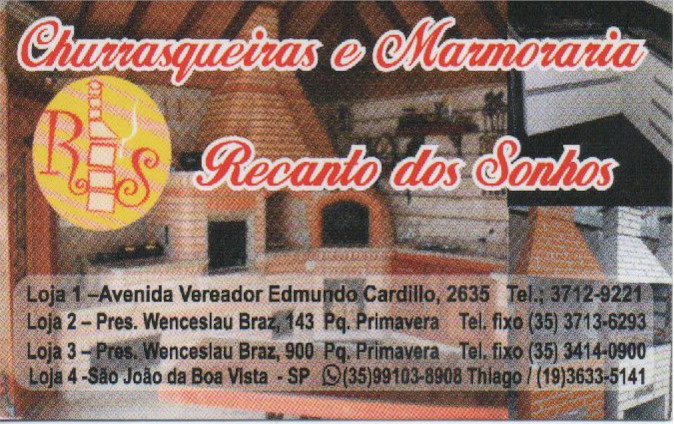 Churrasqueiras e Marmoraria
RS
Recanto dos Sonhos
Loja 1 –Avenida Vereador Edmundo Cardillo, 2635 Tel.; 3712-9221
Loja 2 – Pres. Wenceslau Braz, 143 Pq. Primavera Tel. fixo (35) 3713-6293
Loja 3 – Pres. Wenceslau Braz, 900 Pq. Primavera Tel. fixo (35) 3414-0900
Loja 4 -São João da Boa Vista - SP (35)99103-8908 Thiago / (19)3633-5141